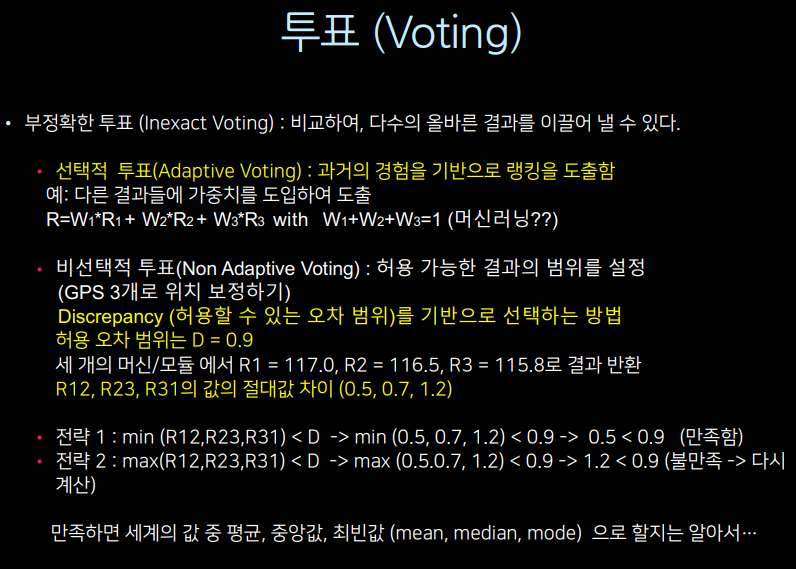 투표 (Voting)
• 부정확한 투표 (Inexact Voting) : 비교하여, 다수의 올바른 결과를 이끌어 낼 수 있다.
• 선택적 투표(Adaptive Voting) : 과거의 경험을 기반으로 랭킹을 도출함
예: 다른 결과들에 가중치를 도입하여 도출
R=W1*R1 + W2*R2 + W3*R3 with W1+W2+W3=1 (머신러닝??)
• 비선택적 투표(Non Adaptive Voting) : 허용 가능한 결과의 범위를 설정
(GPS 3개로 위치 보정하기)
Discrepancy (허용할 수 있는 오차 범위)를 기반으로 선택하는 방법
허용 오차 범위는 D = 0.9
세 개의 머신/모듈 에서 R1 = 117.0, R2 = 116.5, R3 = 115.8로 결과 반환
R12, R23, R31의 값의 절대값 차이 (0.5, 0.7, 1.2)
• 전략 1 : min (R12,R23,R31) < D -> min (0.5, 0.7, 1.2) < 0.9 -> 0.5 < 0.9 (만족함)
• 전략 2 : max(R12,R23,R31) < D -> max (0.5.0.7, 1.2) < 0.9 -> 1.2 < 0.9 (불만족 -> 다시
계산)
만족하면 세계의 값 중 평균, 중앙값, 최빈값 (mean, median, mode) 으로 할지는 알아서…